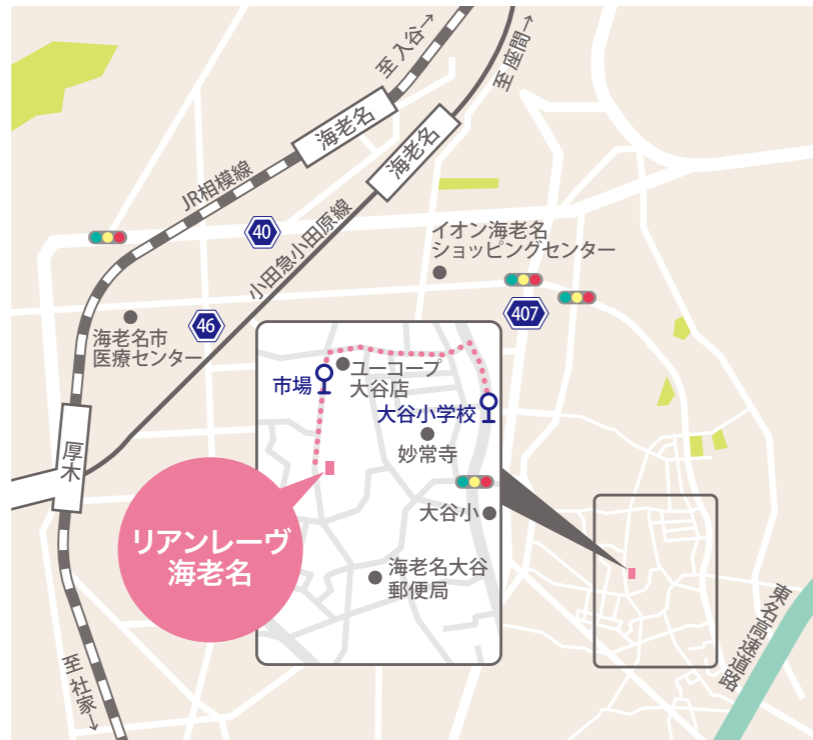 至 入谷→
至 座間→
海老名
海老名
JR相模線
40
小田急小田原線
イオン海老名
ショッピングセンター
46
407
海老名市
医療センター
市場
ユーコープ
大谷店
大谷小学校
妙常寺
厚木
リアンレーヴ
海老名
大谷小
海老名大谷
郵便局
東名高速道路
至 社家→